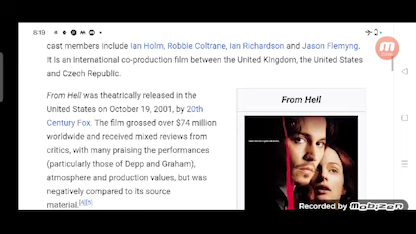 8:19
cast members include Ian Holm, Robbie Coltrane, Ian Richardson and Jason Flemyng.
It is an international co-production film between the United Kingdom, the United States
and Czech Republic.
From Hell was theatrically released in the
United States on October 19, 2001, by 20th
Century Fox. The film grossed over $74 million
worldwide and received mixed reviews from
critics, with many praising the performances
(particularly those of Depp and Graham),
atmosphere and production values, but was
negatively compared to its source
material.[4][5]
From Hell
Recorded by Mobizen